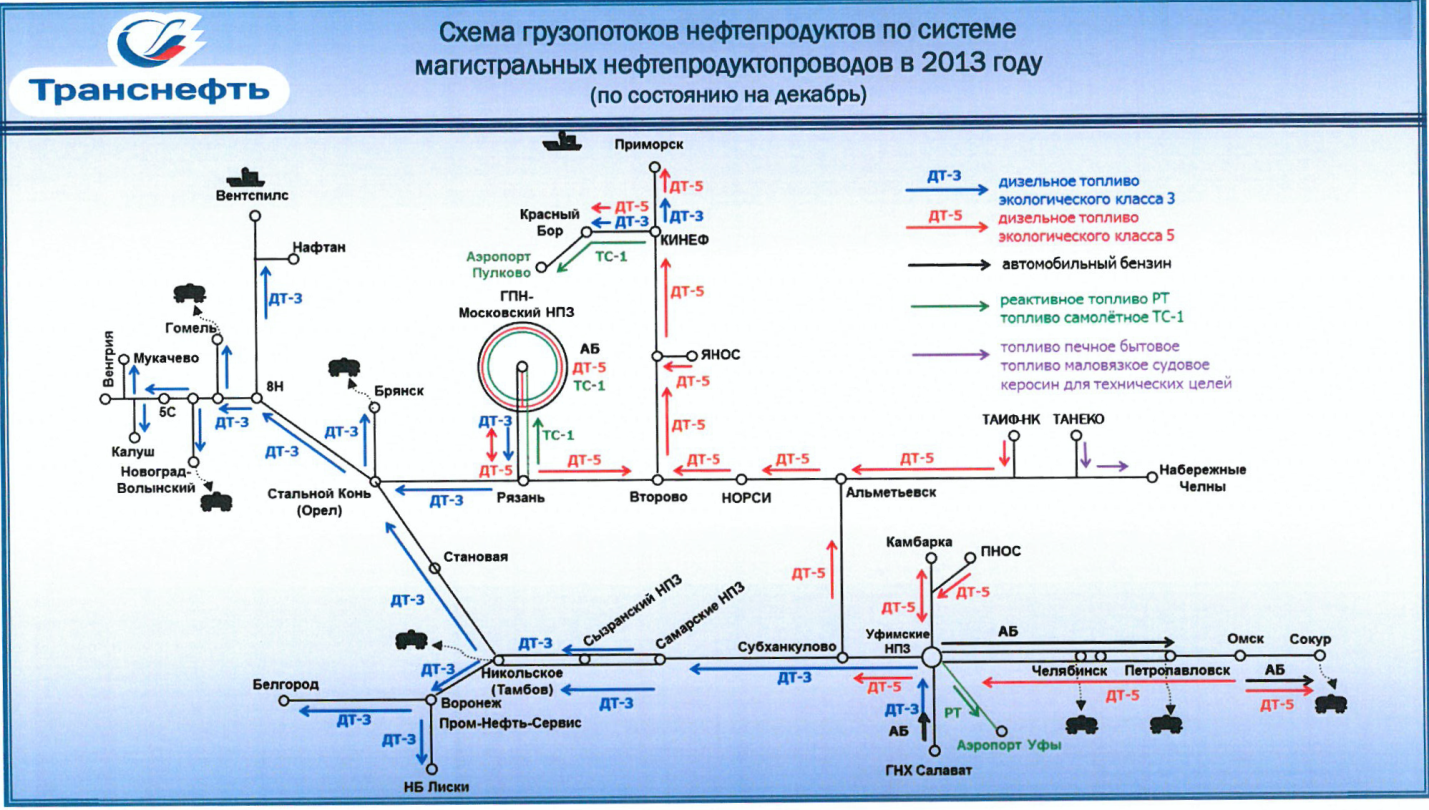 Транснефть
Схема грузопотоков нефтепродуктов по системе
магистральных нефтепродуктопроводов в 2013 году
(по состоянию на декабрь)
Приморск
ДТ-5
ДТ-3
ДТ-5
ДТ-3
Красный
Бор
КИНЕФ
ТС-1
Аэропорт
Пулково
ДТ-5
ЯНОС
ДТ-5
ДТ-5
ДТ-3
дизельное топливо
экологического класса 3
ДТ-5
дизельное топливо
экологического класса 5
автомобильный бензин
реактивное топливо РТ
топливо самолётное ТС-1
топливо печное бытовое
топливо маловязкое судовое
керосин для технических целей
Вентспилс
Нафтан
ДТ-3
Гомель
Венгрия
Мукачево
8Н
5С
ДТ-3
Калуш
Новоград-
Волынский
ДТ-3
Брянск
ДТ-3
Стальной Конь
(Орел)
ДТ-3
ГПН-
Московский НПЗ
АБ
ДТ-5
ТС-1
ДТ-3
ДТ-5
ТС-1
Рязань
ДТ-5
Второво
ДТ-5
НОРСИ
ДТ-5
Альметьевск
ДТ-5
ТАИФ-НК
ТАНЕКО
Набережные
Челны
Становая
ДТ-3
ДТ-5
Камбарка
ПНОС
ДТ-5
ДТ-5
Сызранский НПЗ
Самарские НПЗ
ДТ-3
Никольское
(Тамбов)
ДТ-3
ДТ-3
Субханкулово
ДТ-3
ДТ-5
Уфимские
НПЗ
АБ
Челябинск
Петропавловск
Омск
Сокур
ДТ-5
АБ
ДТ-5
Белгород
ДТ-3
Воронеж
Пром-Нефть-Сервис
ДТ-3
НБ Лиски
ДТ-3
АБ
РТ
Аэропорт Уфы
ГНХ Салават